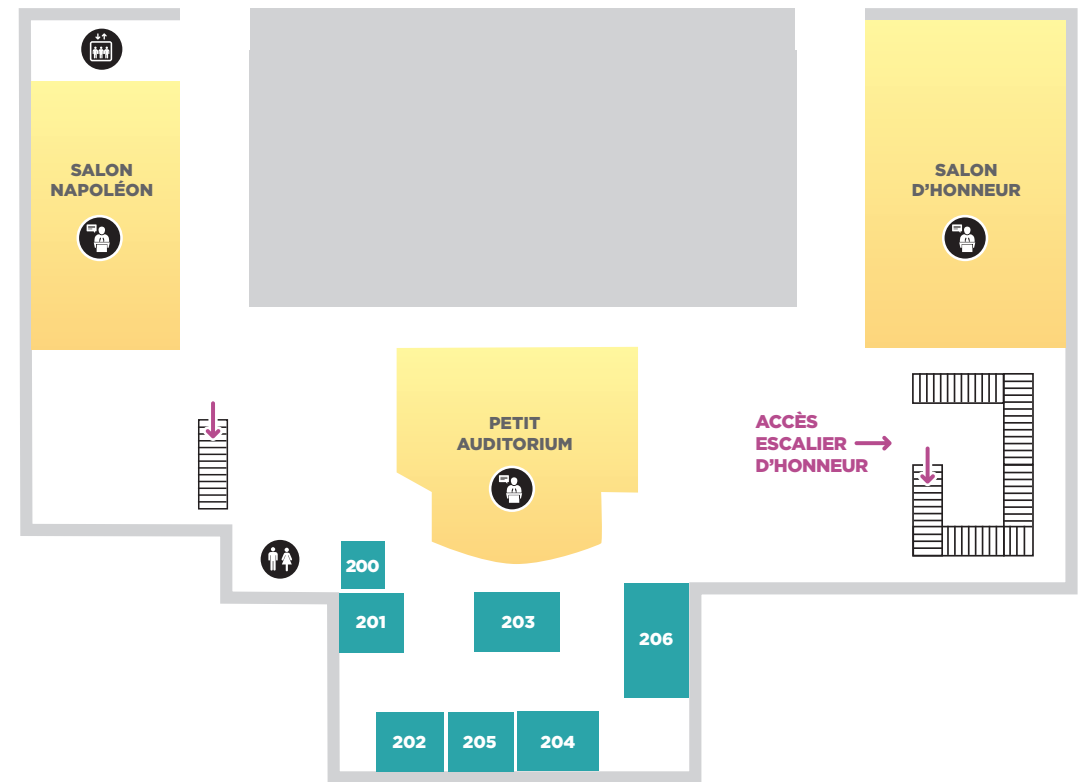 SALON
NAPOLÉON
SALON
D'HONNEUR
PETIT
AUDITORIUM
ACCÈS
ESCALIER
D'HONNEUR
200
201
203
206
202
205
204